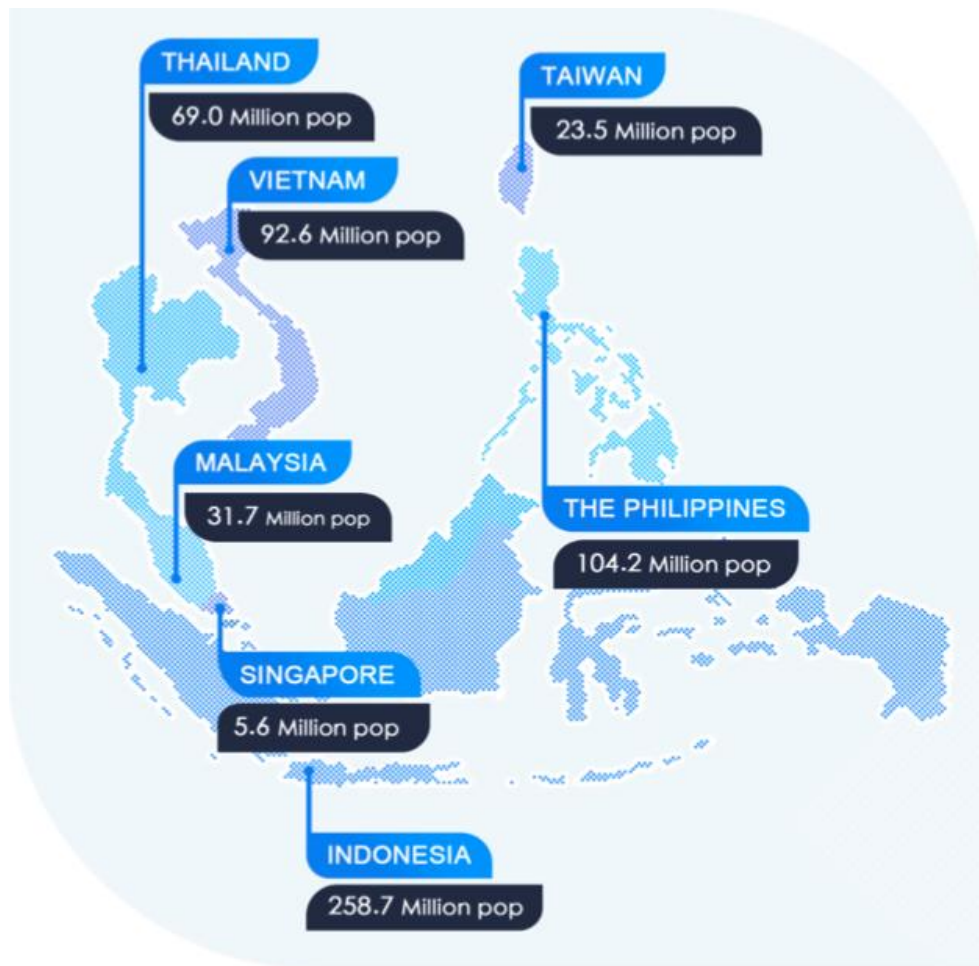 THAILAND
69.0 Million pop
TAIWAN
23.5 Million pop
VIETNAM
92.6 Million pop
MALAYSIA
31.7 Million pop
THE PHILIPPINES
104.2 Million pop
SINGAPORE
5.6 Million pop
INDONESIA
258.7 Million pop